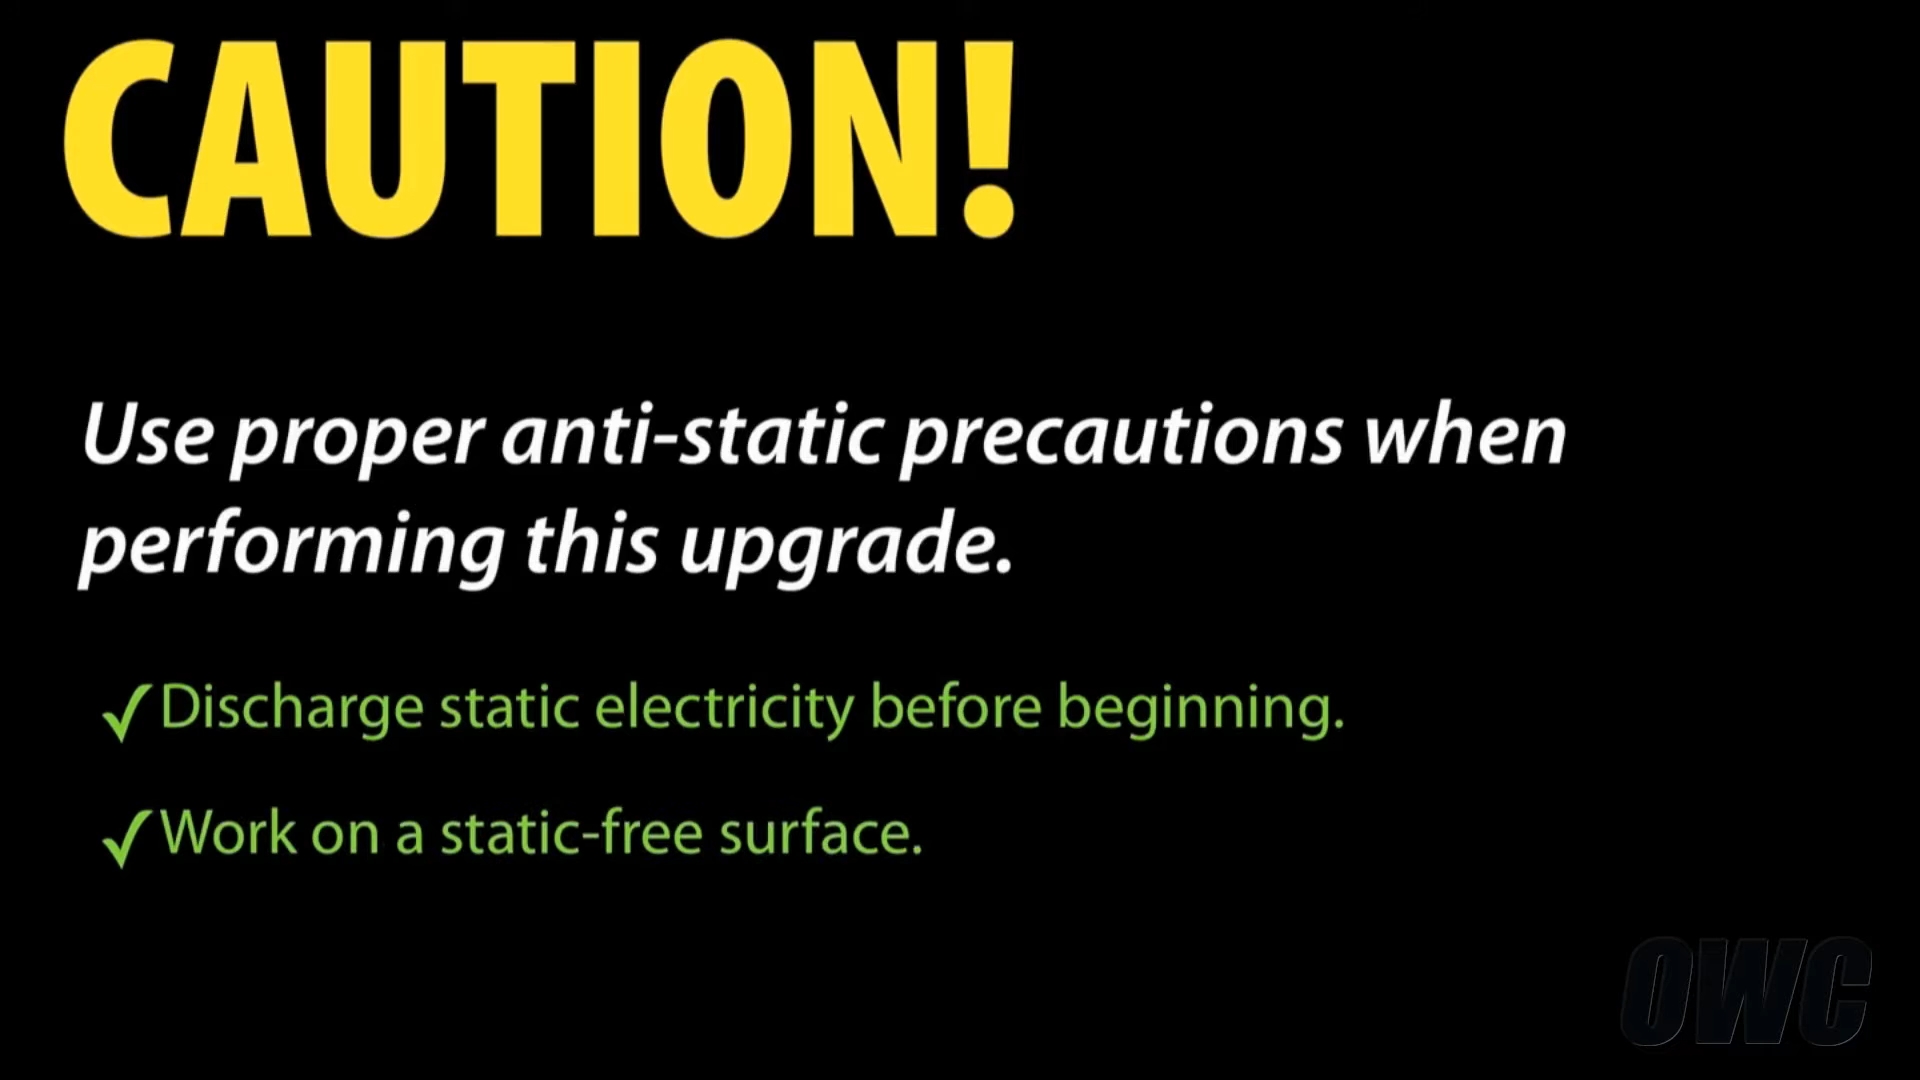 CAUTION!
Use proper anti-static precautions when
performing this upgrade.
✓Discharge static electricity before beginning.
✓Work on a static-free surface.
OWC